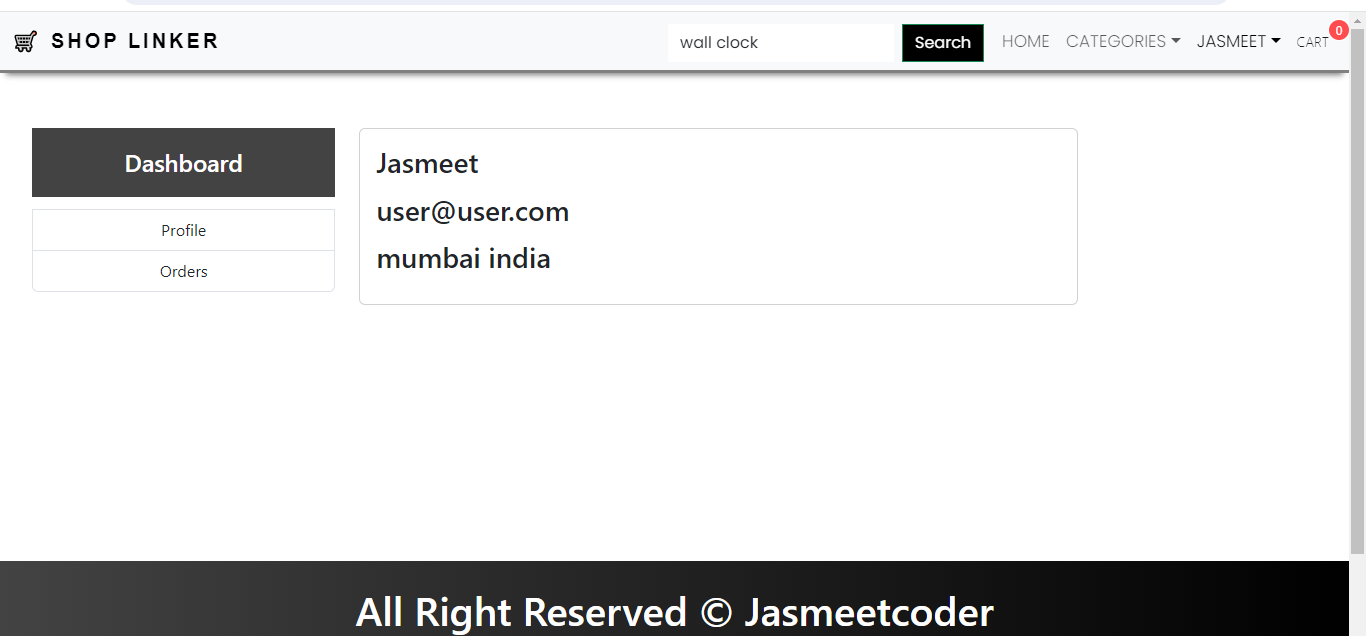 SHOP LINKER
wall clock
Search
HOME
CATEGORIES
JASMEET
CART
0
Dashboard
Profile
Orders
Jasmeet
user@user.com
mumbai india
All Right Reserved © Jasmeetcoder